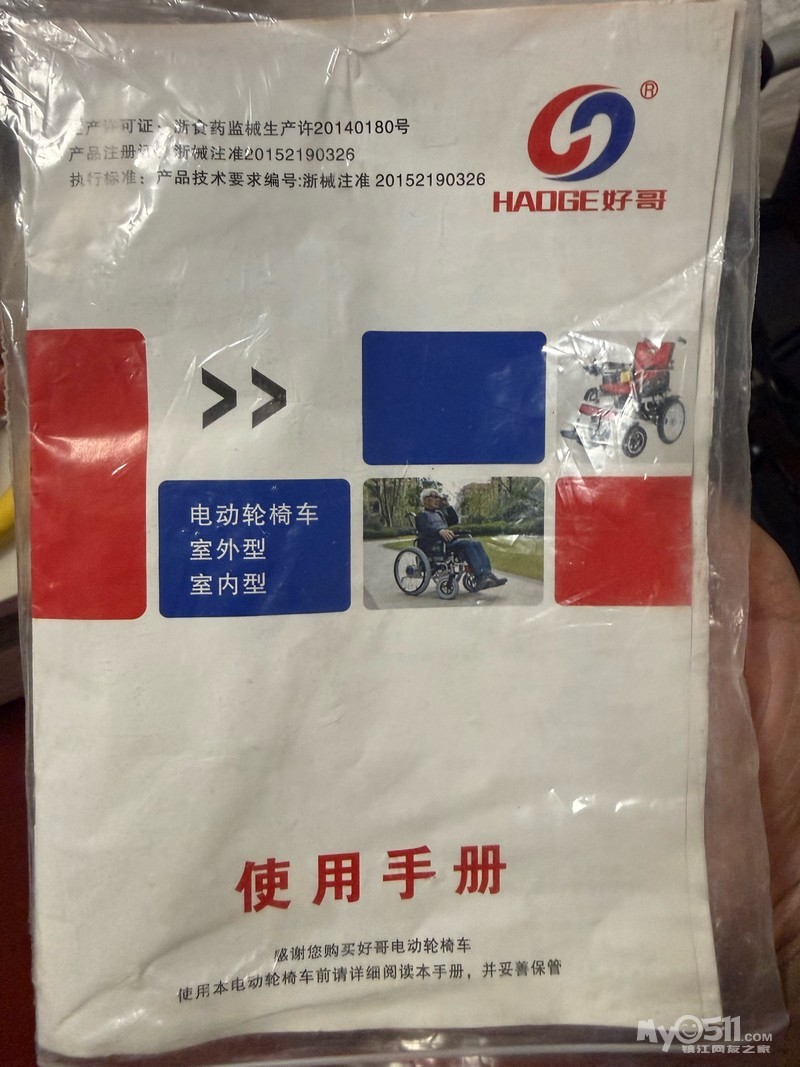 生产许可证：浙食药监械生产许20140180号
产品注册证：浙械注准20152190326
执行标准：产品技术要求编号:浙械注准 20152190326
®
HAOGE好哥
>>
电动轮椅车
室外型
室内型
使用手册
感谢您购买好哥电动轮椅车
使用本电动轮椅车前请详细阅读本手册，并妥善保管
My0511.COM
镇江网友之家